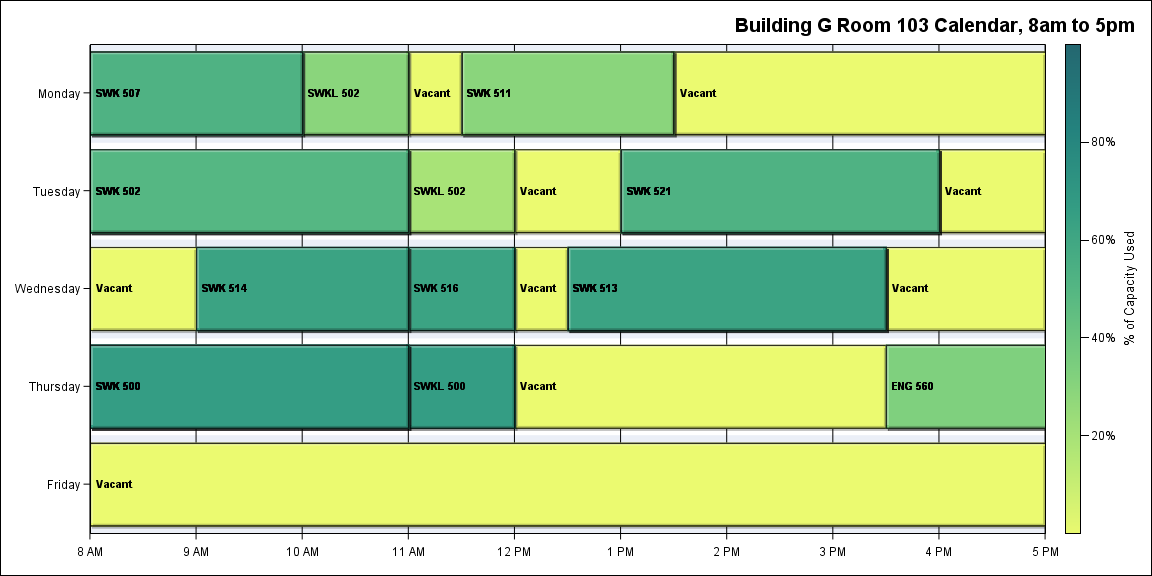 Building G Room 103 Calendar, 8am to 5pm
Monday
SWK 507
SWKL 502
Vacant
SWK 511
Vacant
Tuesday
SWK 502
SWKL 502
Vacant
SWK 521
Vacant
Wednesday
Vacant
SWK 514
SWK 516
Vacant
SWK 513
Vacant
Thursday
SWK 500
SWKL 500
Vacant
ENG 560
Friday
Vacant
8 AM
9 AM
10 AM
11 AM
12 PM
1 PM
2 PM
3 PM
4 PM
5 PM
80%
60%
40%
20%
% of Capacity Used